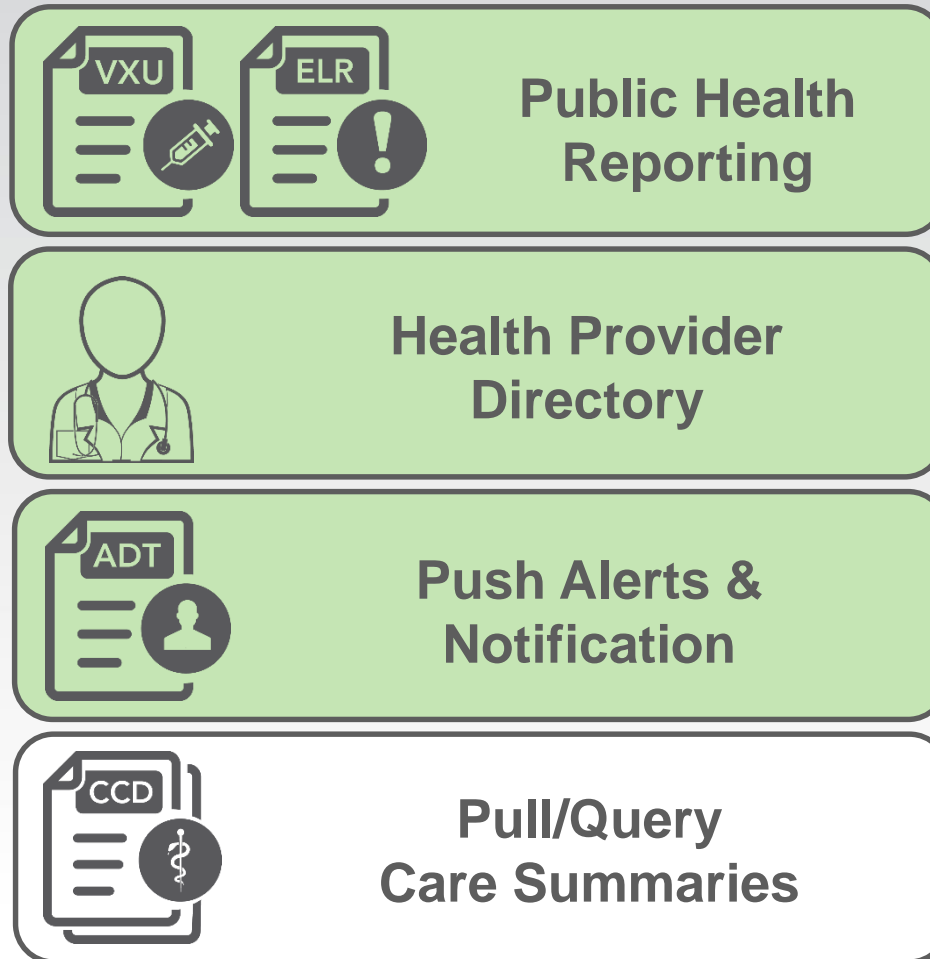 VXU
ELR
Public Health
Reporting
Health Provider
Directory
ADT
Push Alerts &
Notification
CCD
Pull/Query
Care Summaries